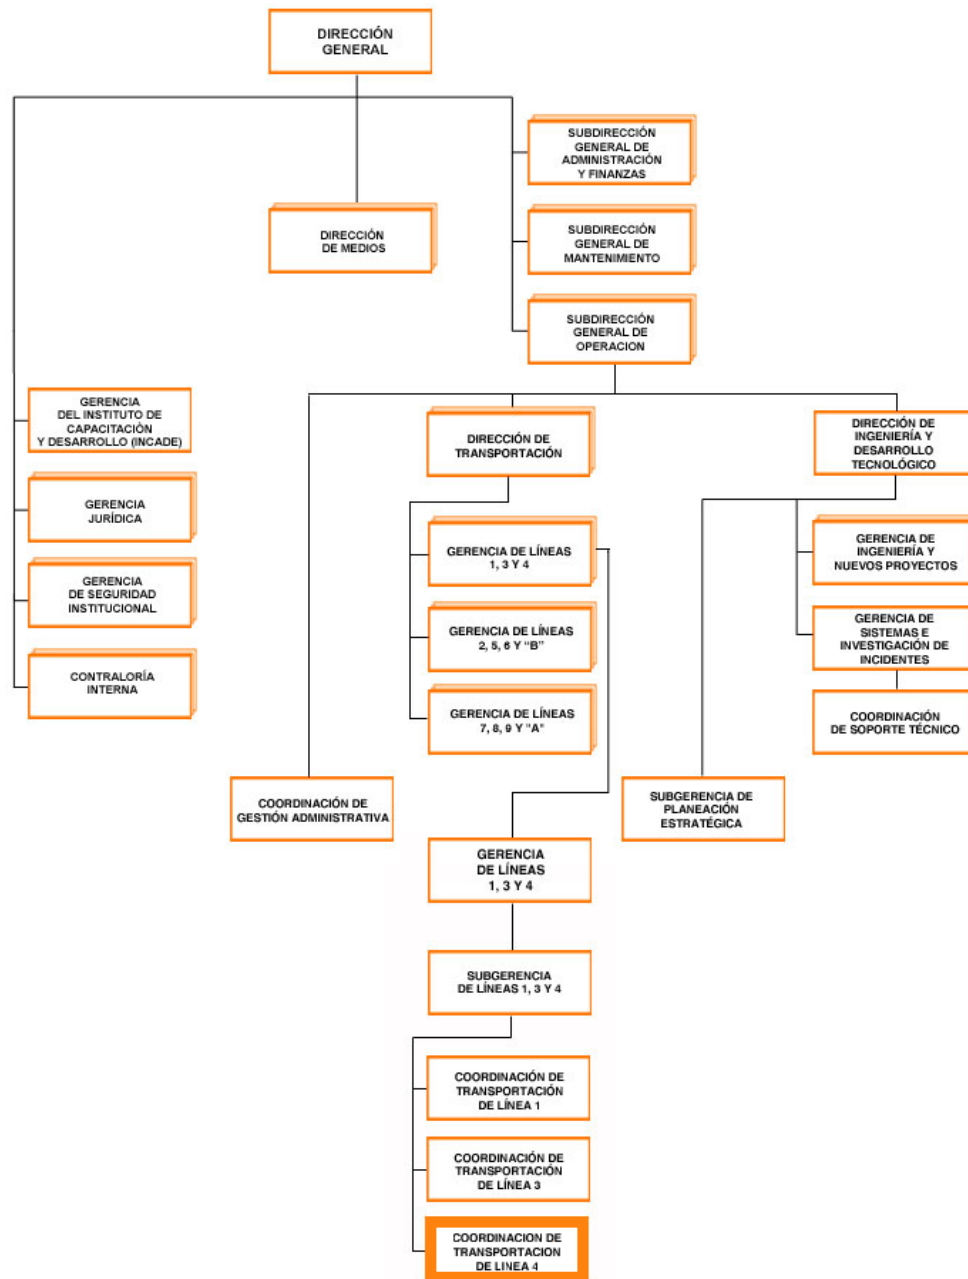 DIRECCIÓN
GENERAL
SUBDIRECCIÓN
GENERAL DE
ADMINISTRACIÓN
Y FINANZAS
DIRECCIÓN
DE MEDIOS
SUBDIRECCIÓN
GENERAL DE
MANTENIMIENTO
SUBDIRECCIÓN
GENERAL DE
OPERACION
GERENCIA
DEL INSTITUTO DE
CAPACITACIÒN
Y DESARROLLO (INCADE)
GERENCIA
JURÍDICA
GERENCIA
DE SEGURIDAD
INSTITUCIONAL
CONTRALORÍA
INTERNA
DIRECCIÓN DE
TRANSPORTACIÓN
DIRECCIÓN DE
INGENIERÍA Y
DESARROLLO
TECNOLÓGICO
GERENCIA DE LÍNEAS
1, 3 Y 4
GERENCIA DE LÍNEAS
2, 5, 6 Y “B”
GERENCIA DE LÍNEAS
7, 8, 9 Y "A"
GERENCIA DE
INGENIERÍA Y
NUEVOS PROYECTOS
GERENCIA DE
SISTEMAS E
INVESTIGACIÓN DE
INCIDENTES
COORDINACIÓN
DE SOPORTE TÉCNICO
COORDINACIÓN DE
GESTIÓN ADMINISTRATIVA
SUBGERENCIA DE
PLANEACIÓN
ESTRATÉGICA
GERENCIA
DE LÍNEAS
1, 3 Y 4
SUBGERENCIA
DE LÍNEAS 1, 3 Y 4
COORDINACIÓN DE
TRANSPORTACIÓN
DE LÍNEA 1
COORDINACIÓN DE
TRANSPORTACIÓN
DE LÍNEA 3
COORDINACION DE
TRANSPORTACION
DE LINEA 4